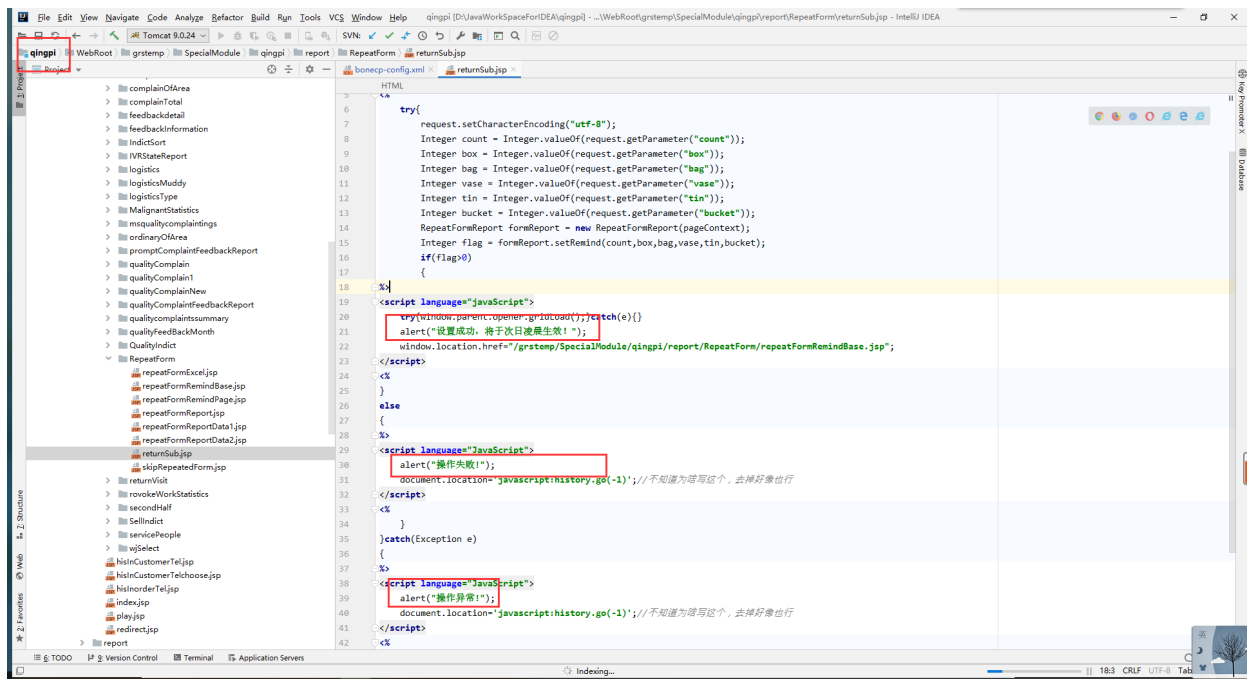 File Edit View Navigate Code Analyze Refactor Build Run Tools VCS Window Help qingpi [D:\JavaWorkSpaceForIDEA\qingpi] - ...\WebRoot\grstemp\SpecialModule\qingpi\report\RepeatForm\returnSub.jsp - IntelliJ IDEA
Tomcat 9.0.24 SVN:
qingpi WebRoot grstemp SpecialModule qingpi report RepeatForm returnSub.jsp
Project bonecp-config.xml returnSub.jsp
HTML
complainOfArea
complainTotal
feedbackdetail
feedbackInformation
IndictSort
IVRStateReport
logistics
logisticsMuddy
logisticsType
MalignantStatistics
msqualitycomplaintings
ordinaryOfArea
promptComplaintFeedbackReport
qualityComplain
qualityComplain1
qualityComplainNew
qualityComplaintFeedbackReport
qualitycomplaintssummary
qualityFeedBackMonth
QualityIndict
RepeatForm
repeatFormExcel.jsp
repeatFormRemindBase.jsp
repeatFormRemindPage.jsp
repeatFormReport.jsp
repeatFormReportData1.jsp
repeatFormReportData2.jsp
returnSub.jsp
skipRepeatedForm.jsp
returnVisit
rovokeWorkStatistics
secondHalf
SellIndict
servicePeople
wjSelect
hisInCustomerTel.jsp
hisInCustomerTelchoose.jsp
hisInorderTel.jsp
index.jsp
play.jsp
redirect.jsp
report
5 <%
6 try{
7 request.setCharacterEncoding("utf-8");
8 Integer count = Integer.valueOf(request.getParameter("count"));
9 Integer box = Integer.valueOf(request.getParameter("box"));
10 Integer bag = Integer.valueOf(request.getParameter("bag"));
11 Integer vase = Integer.valueOf(request.getParameter("vase"));
12 Integer tin = Integer.valueOf(request.getParameter("tin"));
13 Integer bucket = Integer.valueOf(request.getParameter("bucket"));
14 RepeatFormReport formReport = new RepeatFormReport(pageContext);
15 Integer flag = formReport.setRemind(count,box,bag,vase,tin,bucket);
16 if(flag>0)
17 {
18 %>
19 <script language="javaScript">
20 try{window.parent.opener.gridLoad();}catch(e){}
21 alert("设置成功，将于次日凌晨生效！");
22 window.location.href="/grstemp/SpecialModule/qingpi/report/RepeatForm/repeatFormRemindBase.jsp";
23 </script>
24 <%
25 }
26 else
27 {
28 %>
29 <script language="JavaScript">
30 alert("操作失败!");
31 document.location='javascript:history.go(-1)';//不知道为啥写这个，去掉好像也行
32 </script>
33 <%
34 }
35 }catch(Exception e)
36 {
37 %>
38 <script language="JavaScript">
39 alert("操作异常!");
40 document.location='javascript:history.go(-1)';//不知道为啥写这个，去掉好像也行
41 </script>
42 <%
1: Project
7: Structure
Web
2: Favorites
Key Promoter X
Database
英
6: TODO 9: Version Control Terminal Application Servers
Indexing... 18:3 CRLF UTF-8 Tab